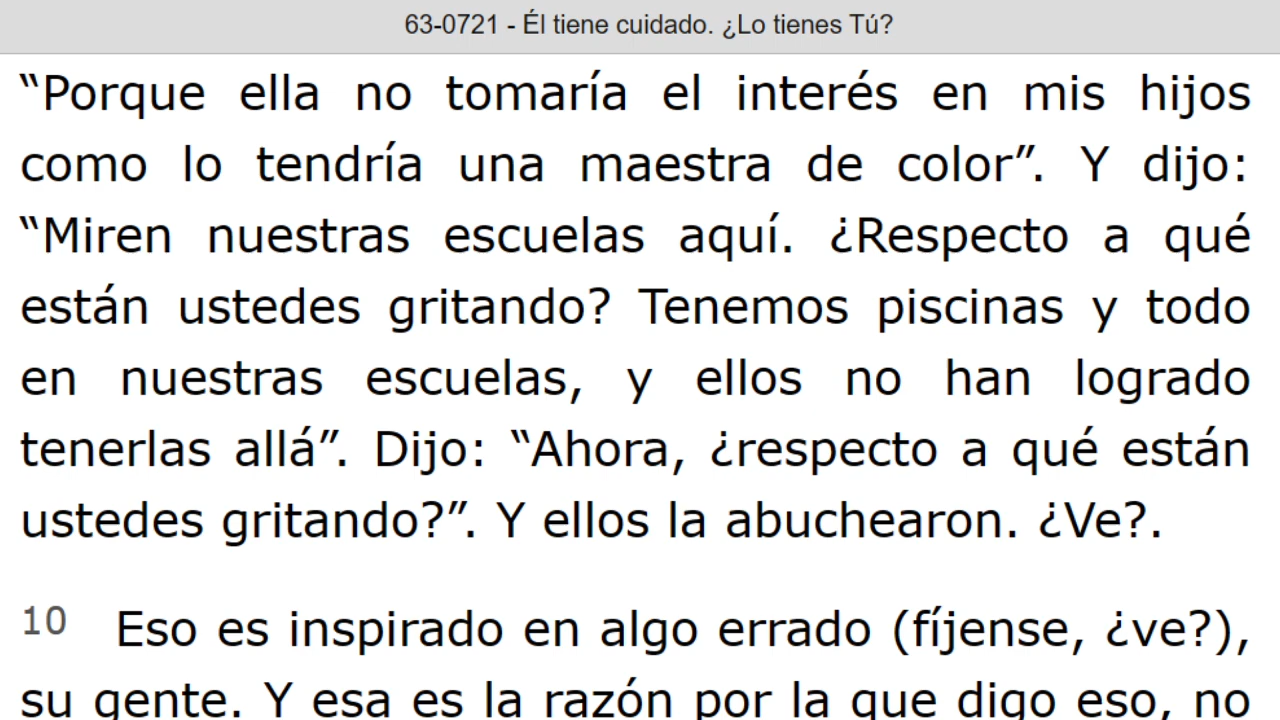 63-0721 - Él tiene cuidado. ¿Lo tienes Tú?
“Porque ella no tomaría el interés en mis hijos
como lo tendría una maestra de color”. Y dijo:
“Miren nuestras escuelas aquí. ¿Respecto a qué
están ustedes gritando? Tenemos piscinas y todo
en nuestras escuelas, y ellos no han logrado
tenerlas allá”. Dijo: “Ahora, ¿respecto a qué están
ustedes gritando?”. Y ellos la abuchearon. ¿Ve?.
10 Eso es inspirado en algo errado (fíjense, ¿ve?),
su gente. Y esa es la razón por la que digo eso, no